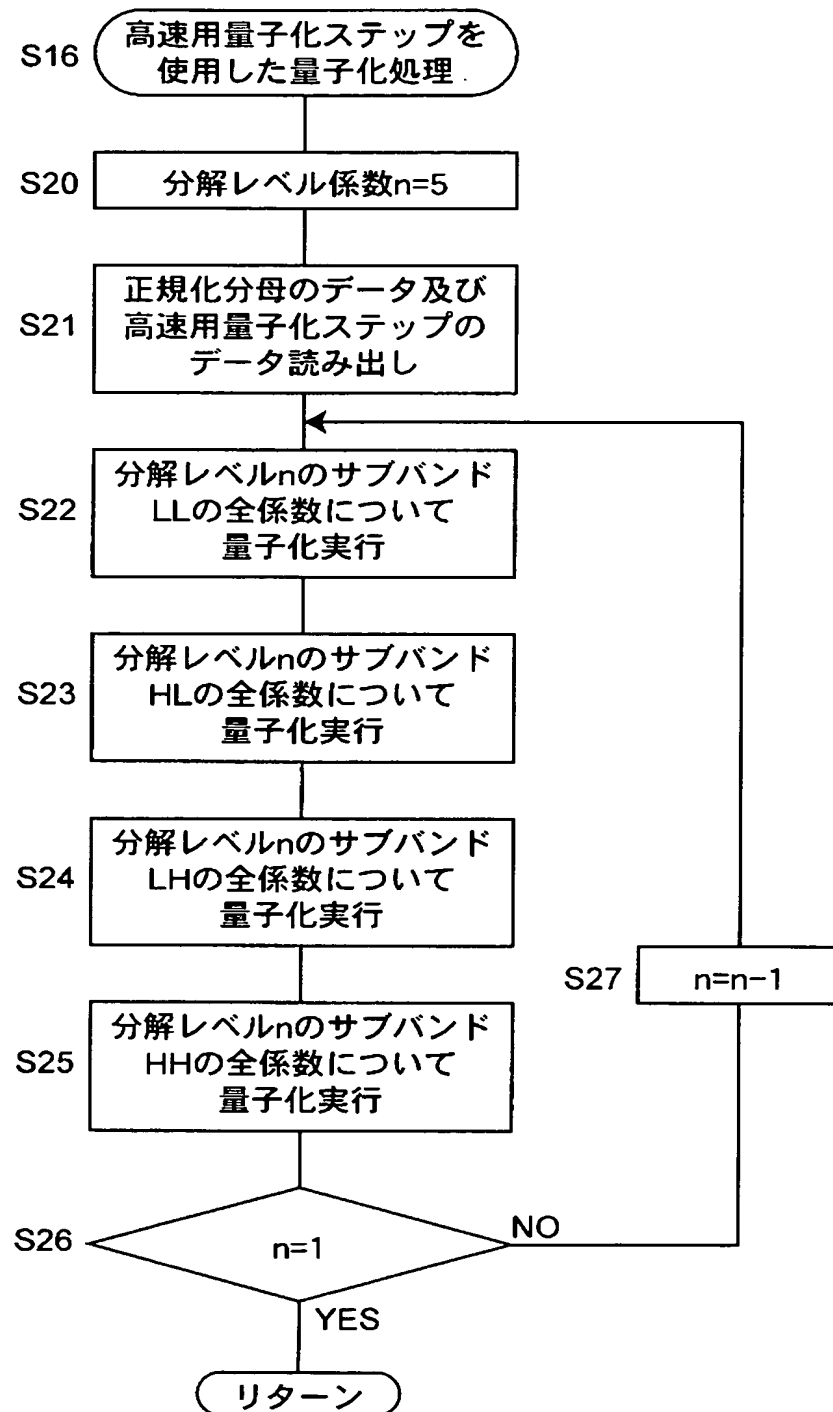 S16
高速用量子化ステップを
使用した量子化処理
S20
分解レベル係数n=5
S21
正規化分母のデータ及び
高速用量子化ステップの
データ読み出し
S22
分解レベルnのサブバンド
LLの全係数について
量子化実行
S23
分解レベルnのサブバンド
HLの全係数について
量子化実行
S24
分解レベルnのサブバンド
LHの全係数について
量子化実行
S25
分解レベルnのサブバンド
HHの全係数について
量子化実行
S27
n=n-1
S26
n=1
NO
YES
リターン